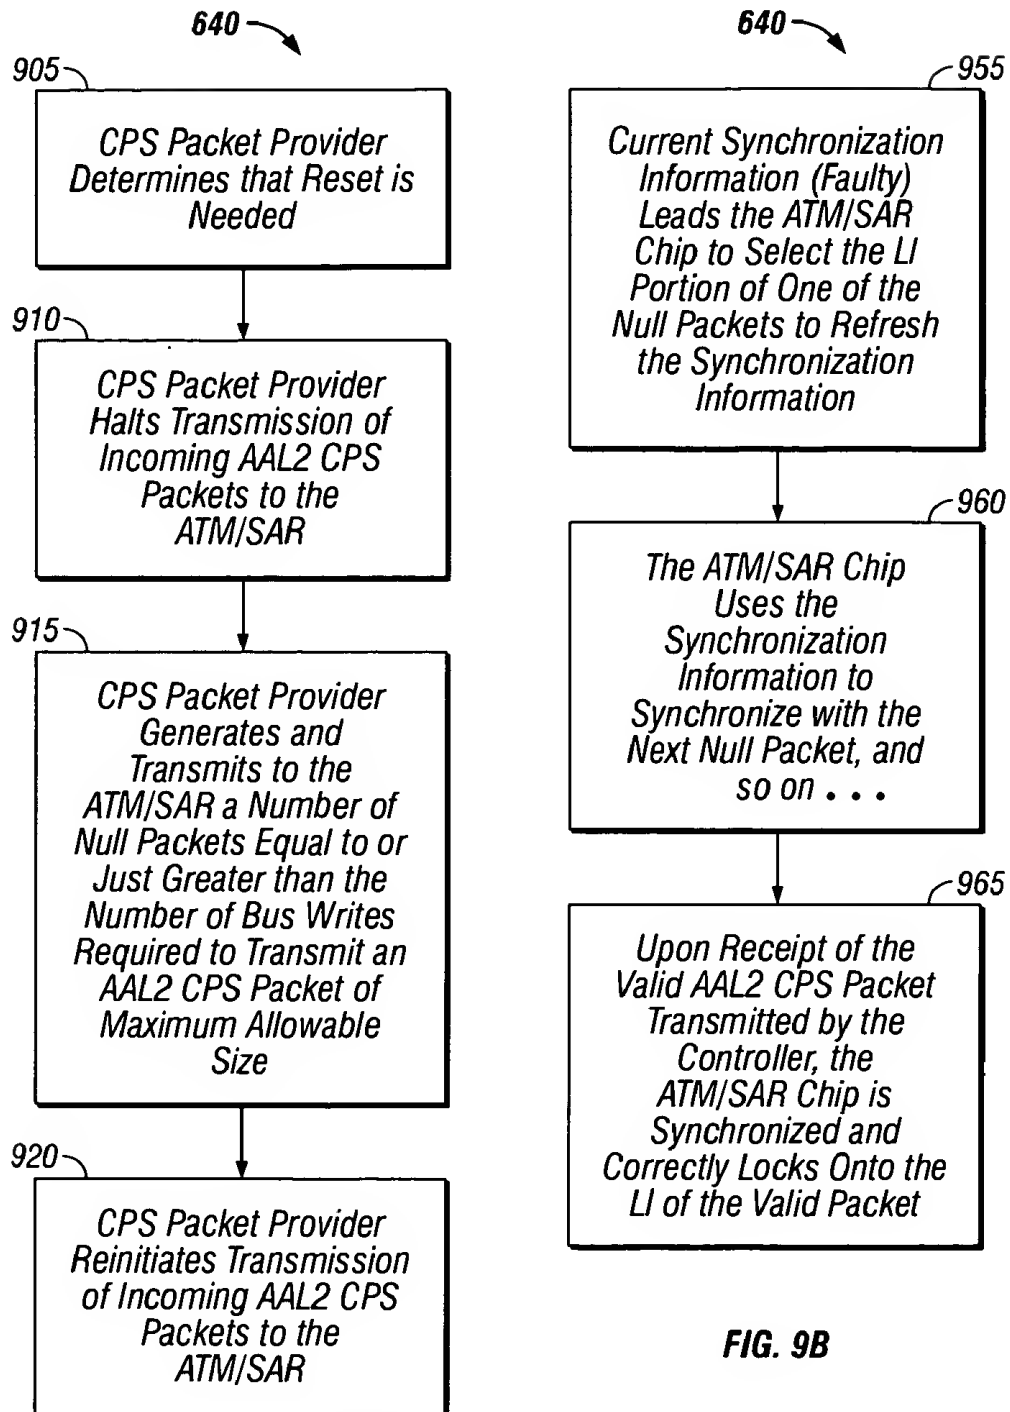 640
905
CPS Packet Provider
Determines that Reset is
Needed
910
CPS Packet Provider
Halts Transmission of
Incoming AAL2 CPS
Packets to the
ATM/SAR
915
CPS Packet Provider
Generates and
Transmits to the
ATM/SAR a Number of
Null Packets Equal to or
Just Greater than the
Number of Bus Writes
Required to Transmit an
AAL2 CPS Packet of
Maximum Allowable
Size
920
CPS Packet Provider
Reinitiates Transmission
of Incoming AAL2 CPS
Packets to the
ATM/SAR
640
955
Current Synchronization
Information (Faulty)
Leads the ATM/SAR
Chip to Select the LI
Portion of One of the
Null Packets to Refresh
the Synchronization
Information
960
The ATM/SAR Chip
Uses the
Synchronization
Information to
Synchronize with the
Next Null Packet, and
so on . . .
965
Upon Receipt of the
Valid AAL2 CPS Packet
Transmitted by the
Controller, the
ATM/SAR Chip is
Synchronized and
Correctly Locks Onto the
LI of the Valid Packet
FIG. 9B